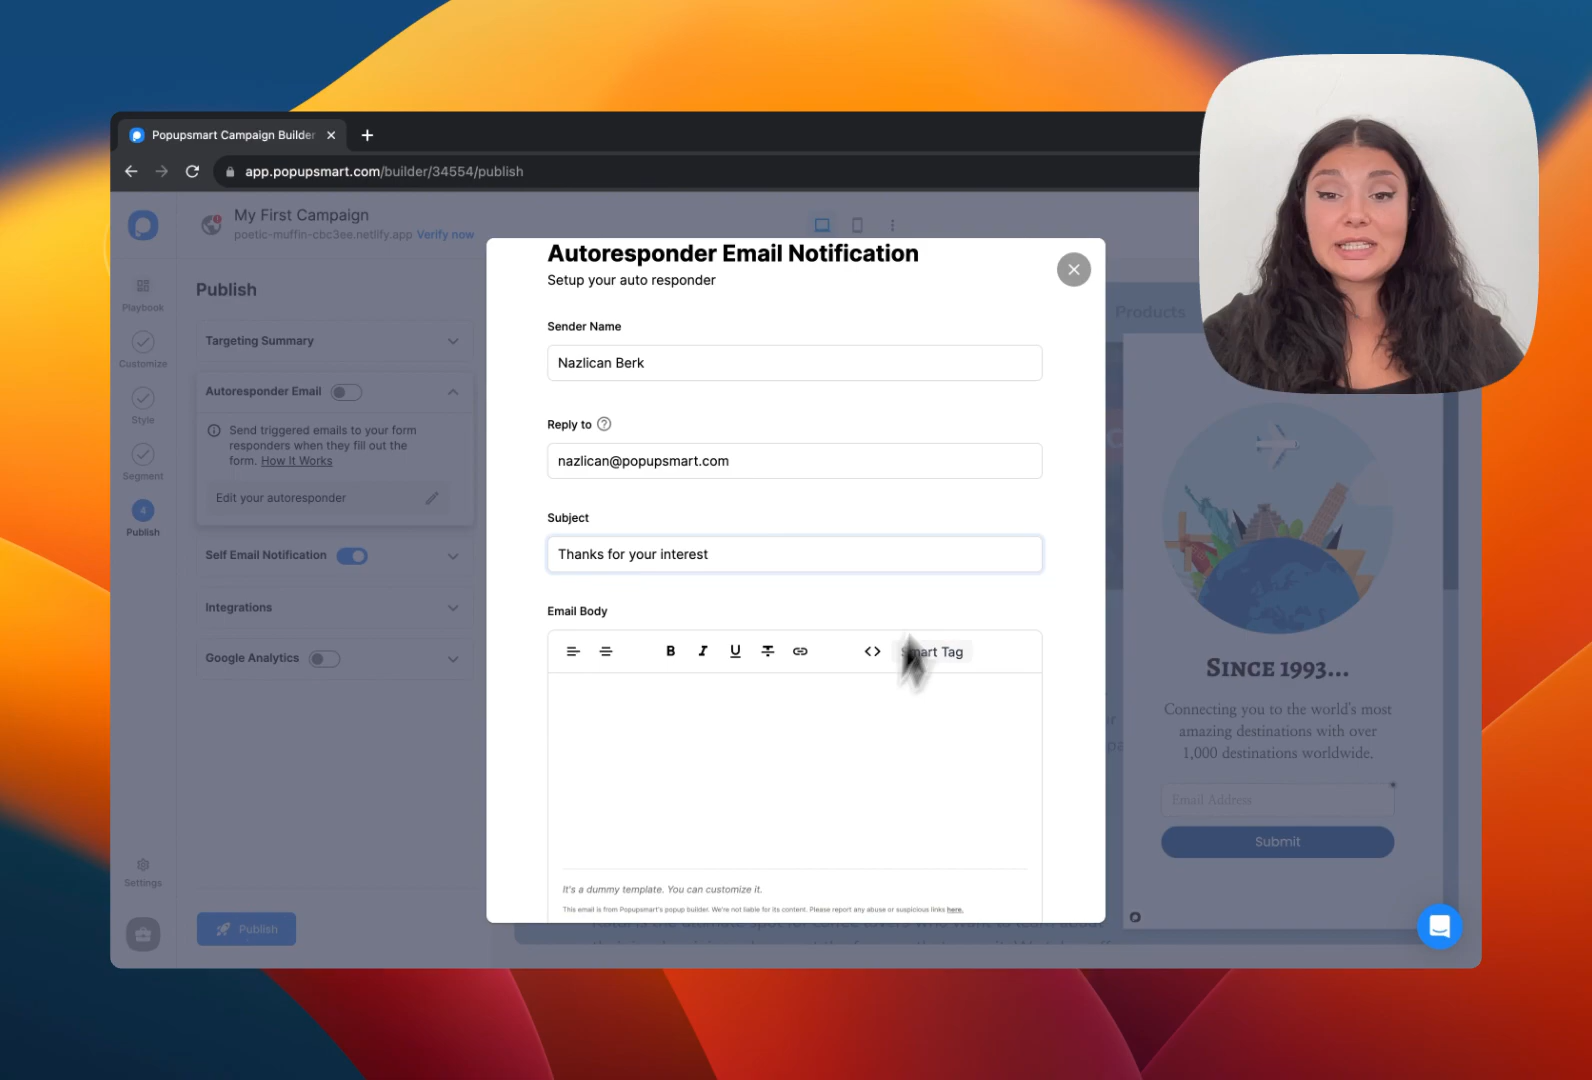 Popupsmart Campaign Builder
app.popupsmart.com/builder/34554/publish
My First Campaign
poetic-muffin-cbc3ee.netlify.app Verify now
Playbook
Customize
Style
Segment
4
Publish
Settings
Publish
Targeting Summary
Autoresponder Email
Send triggered emails to your form
responders when they fill out the
form. How It Works
Edit your autoresponder
Self Email Notification
Integrations
Google Analytics
Publish
Autoresponder Email Notification
Setup your auto responder
Sender Name
Nazlican Berk
Reply to ?
nazlican@popupsmart.com
Subject
Thanks for your interest
Email Body
B I U T <> Smart Tag
It's a dummy template. You can customize it.
This email is from Popupsmart's popup builder. We're not liable for its content. Please report any abuse or suspicious links here.
Products
SINCE 1993...
Connecting you to the world's most
amazing destinations with over
1,000 destinations worldwide.
Email Address *
Submit